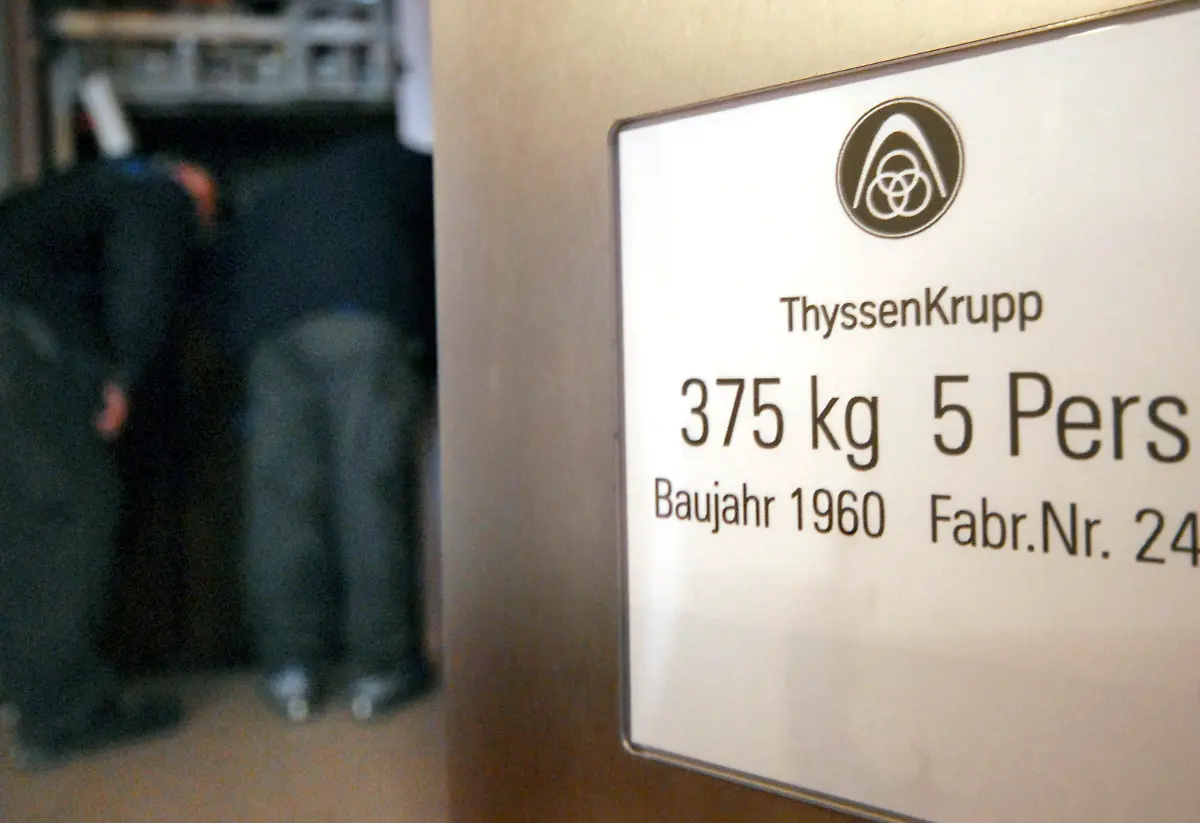 ThyssenKrupp
375 kg 5 Pers
Baujahr 1960 Fabr.Nr. 24